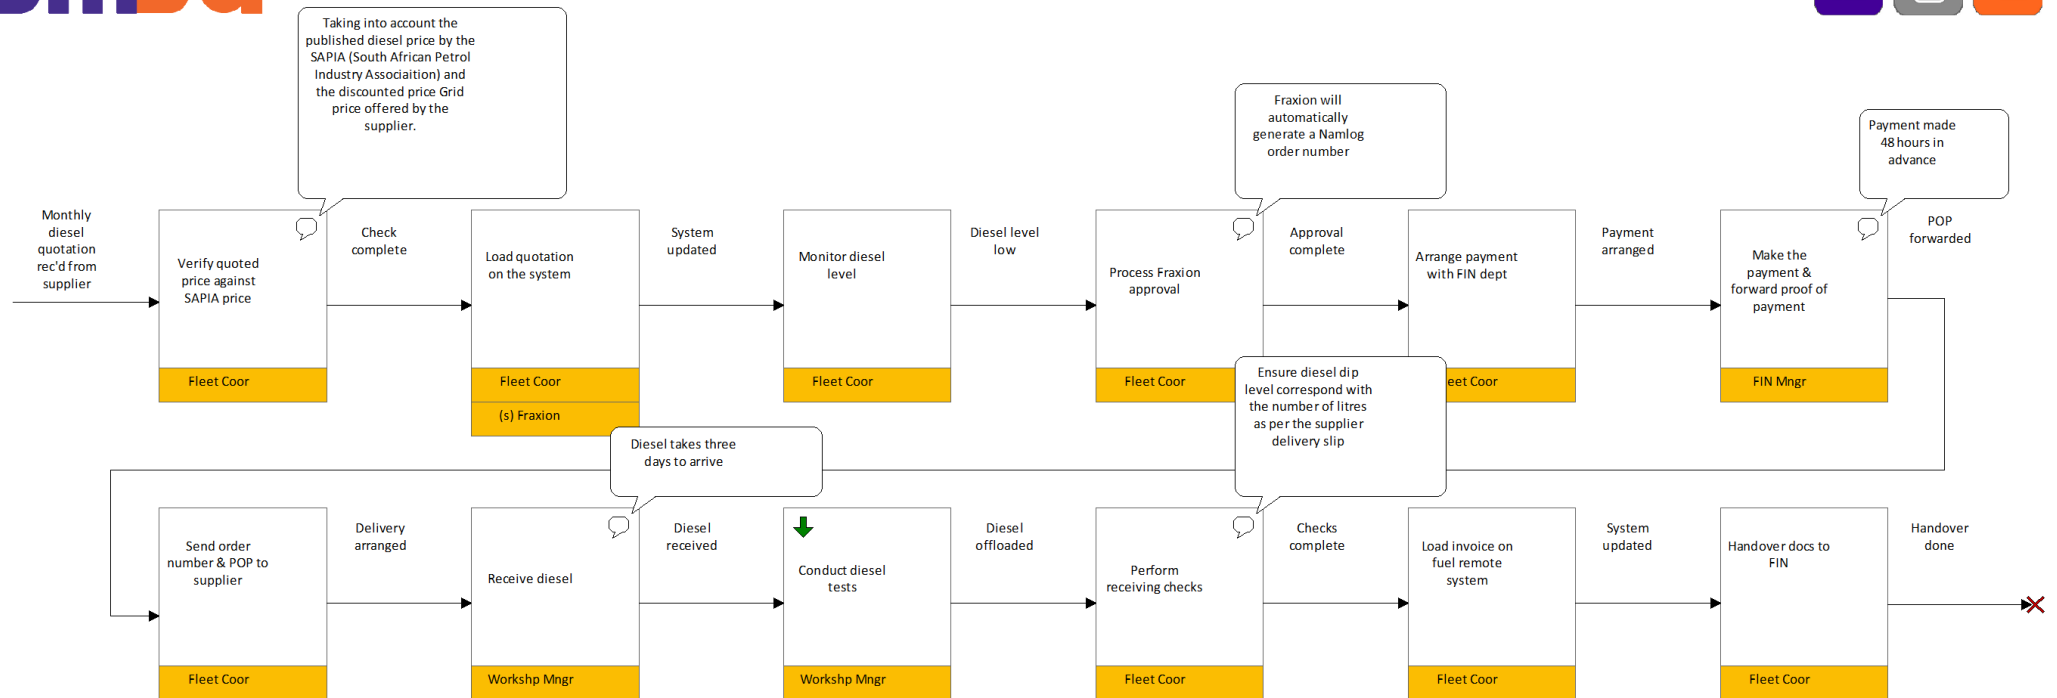 Taking into account the
published diesel price by the
SAPIA (South African Petrol
Industry Associaition) and
the discounted price Grid
price offered by the
supplier.
Fraxion will
automatically
generate a Namlog
order number
Payment made
48 hours in
advance
Monthly
diesel
quotation
rec'd from
supplier
Verify quoted
price against
SAPIA price
Fleet Coor
Check
complete
Load quotation
on the system
Fleet Coor
(s) Fraxion
System
updated
Monitor diesel
level
Fleet Coor
Diesel level
low
Process Fraxion
approval
Fleet Coor
Approval
complete
Arrange payment
with FIN dept
eet Coor
Payment
arranged
Make the
payment &
forward proof of
payment
FIN Mngr
POP
forwarded
Diesel takes three
days to arrive
Ensure diesel dip
level correspond with
the number of litres
as per the supplier
delivery slip
Send order
number & POP to
supplier
Fleet Coor
Delivery
arranged
Receive diesel
Workshp Mngr
Diesel
received
Conduct diesel
tests
Workshp Mngr
Diesel
offloaded
Perform
receiving checks
Fleet Coor
Checks
complete
Load invoice on
fuel remote
system
Fleet Coor
System
updated
Handover docs to
FIN
Fleet Coor
Handover
done